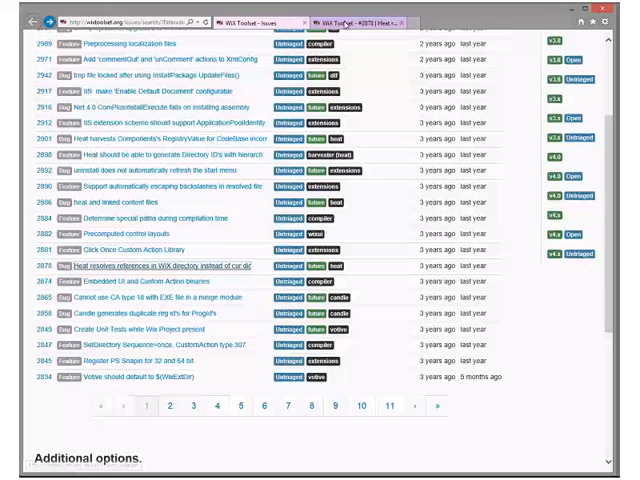 http://wixtoolset.org/issues/search/?Milestone WiX Toolset - Issues WiX Toolset - #2878 | Heat r...
v3.8
2989 Feature Preprocessing localization files Untriaged compiler 2 years ago last year
2971 Feature Add 'commentOut' and 'unComment' actions to XmlConfig Untriaged extensions 2 years ago last year
v3.8 Open
2942 Bug tmp file locked after using InstallPackage.UpdateFiles() Untriaged future dtf 3 years ago last year
v3.8 Untriaged
2917 Feature IIS: make 'Enable Default Document' configurable Untriaged extensions 3 years ago last year
v3.x
2916 Bug Net 4.0 ComPlusInstallExecute fails on installing assembly Untriaged future extensions 3 years ago last year
2912 Feature IIS extension scheme should support ApplicationPoolIdentity Untriaged extensions 3 years ago last year
v3.x Open
2901 Bug Heat harvests Components's RegistryValue for CodeBase incorr Untriaged future heat 3 years ago last year
v3.x Untriaged
2898 Feature Heat should be able to generate Directory ID's with hierarch Untriaged harvester (heat) 3 years ago last year
v4.0
2892 Bug uninstall does not automatically refresh the start menu Untriaged future extensions 3 years ago last year
v4.0 Open
2890 Feature Support automatically escaping backslashes in resolved file Untriaged extensions 3 years ago last year
v4.0 Untriaged
2886 Bug heat and linked content files Untriaged future heat 3 years ago last year
2884 Feature Determine special paths during compilation time Untriaged compiler 3 years ago last year
v4.x
2882 Feature Precomputed control layouts Untriaged wixui 3 years ago last year
v4.x Open
2881 Feature Click Once Custom Action Library Untriaged extensions 3 years ago last year
v4.x Untriaged
2878 Bug Heat resolves references in WiX directory instead of cur dir Untriaged future heat 3 years ago last year
2874 Feature Embedded UI and Custom Action binaries Untriaged compiler 3 years ago last year
2865 Bug Cannot use CA type 18 with EXE file in a merge module Untriaged future candle 3 years ago last year
2858 Bug Candle generates duplicate reg id's for ProgId's Untriaged future candle 3 years ago last year
2849 Bug Create Unit Tests while Wix Project present Untriaged future votive 3 years ago last year
2847 Feature SetDirectory Sequence=once, CustomAction type 307 Untriaged compiler 3 years ago last year
2845 Feature Register PS Snapin for 32 and 64 bit Untriaged extensions 3 years ago last year
2834 Feature Votive should default to $(WixExtDir) Untriaged votive 3 years ago 5 months ago
« ‹ 1 2 3 4 5 6 7 8 9 10 11 › »
Additional options.